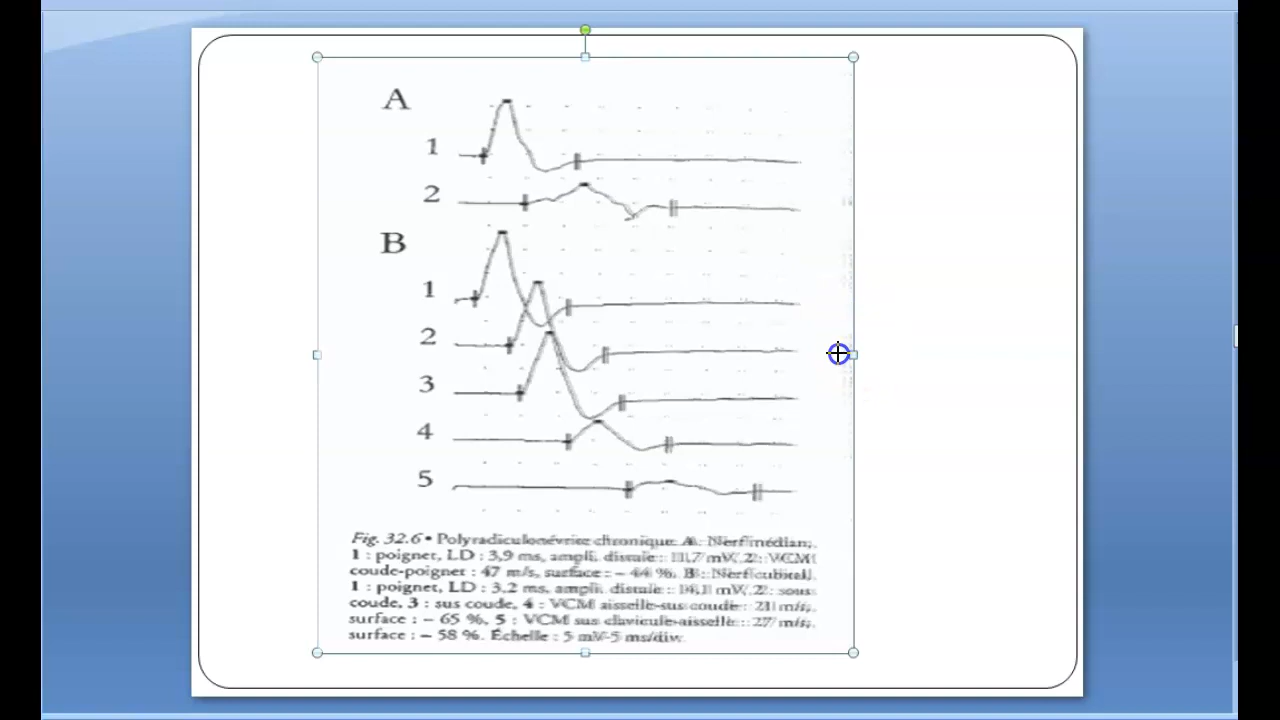 A
1
2
B
1
2
3
4
5
Fig. 32.6 • Polyradiculonévrite chronique. A : Nerf médian,
1 : poignet, LD : 3,9 ms, ampli. distale : 11,7 mV, 2 : VCM
coude-poignet : 47 m/s, surface : – 44 %. B : Nerf cubital,
1 : poignet, LD : 3,2 ms, ampli. distale : mV, 2 : sous
coude, 3 : sus coude, 4 : VCM aisselle-sus coude : 21 m/s,
surface : – 65 %, 5 : VCM sus clavicule-aisselle : 27 m/s,
surface : – 58 %. Échelle : 5 mV-5 ms/div.